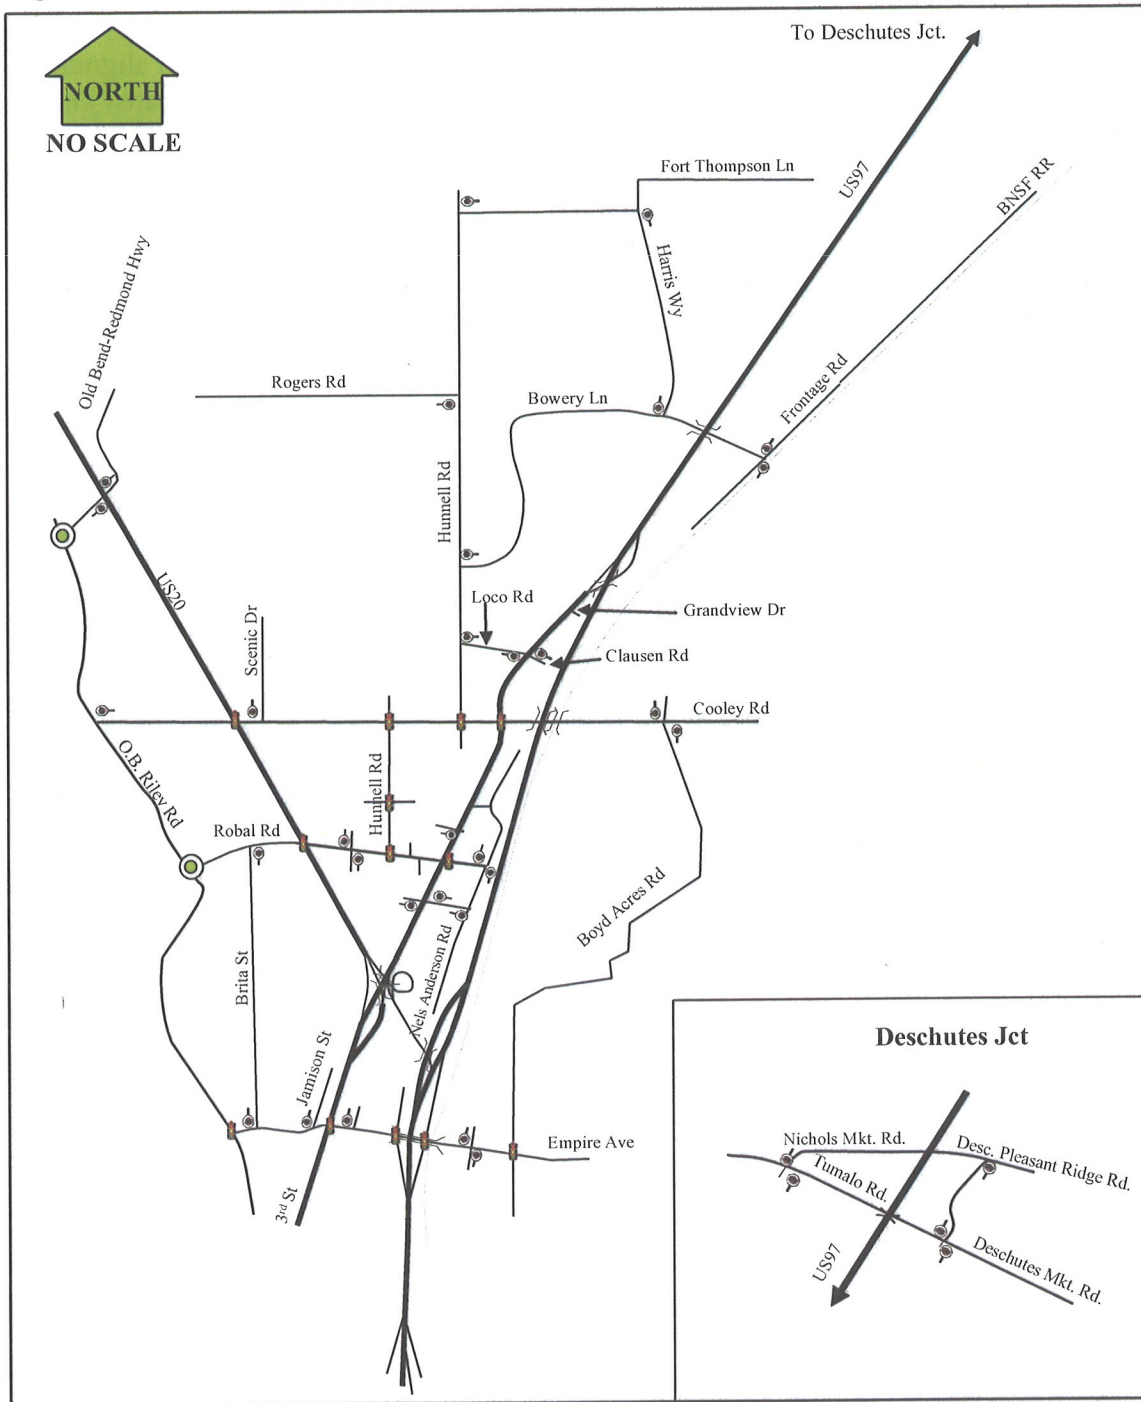 To Deschutes Jct.
NORTH
NO SCALE
Fort Thompson Ln
US97
BNSF RR
Harris Wy
Old Bend-Redmond Hwy
Rogers Rd
Bowery Ln
Frontage Rd
Hunnell Rd
US20
Loco Rd
Grandview Dr
Scenic Dr
Clausen Rd
Cooley Rd
O.B. Riley Rd
Hunnell Rd
Robal Rd
Boyd Acres Rd
Brita St
Nels Anderson Rd
Jamison St
Empire Ave
3rd St
Deschutes Jct
Nichols Mkt. Rd.
Desc. Pleasant Ridge Rd.
Tumalo Rd.
US97
Deschutes Mkt. Rd.